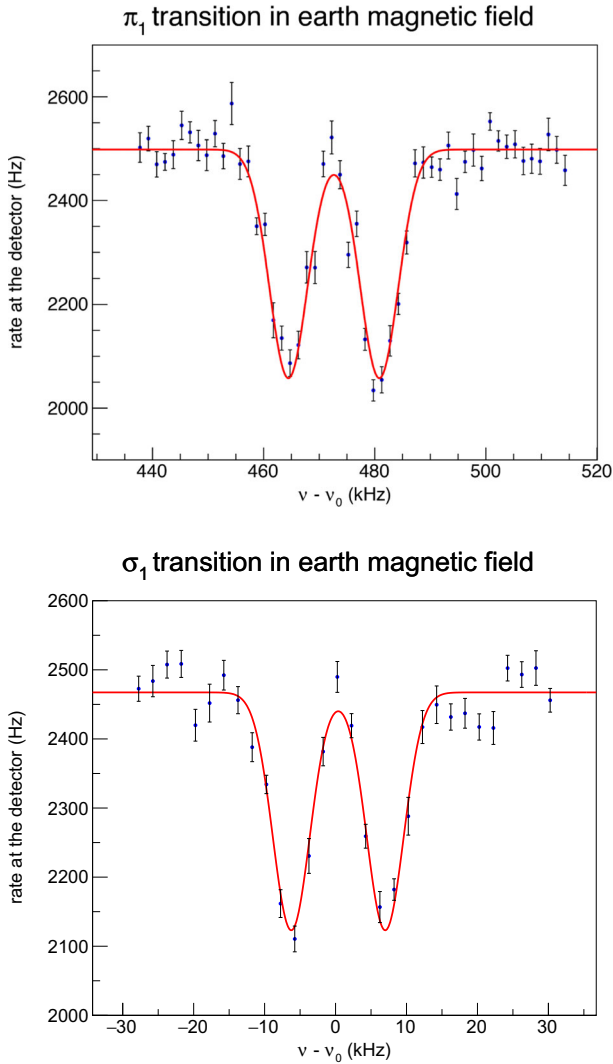 π₁ transition in earth magnetic field
rate at the detector (Hz)
2600
2400
2200
2000
440 460 480 500 520
ν - ν₀ (kHz)
σ₁ transition in earth magnetic field
rate at the detector (Hz)
2600
2500
2400
2300
2200
2100
2000
−30 −20 −10 0 10 20 30
ν - ν₀ (kHz)